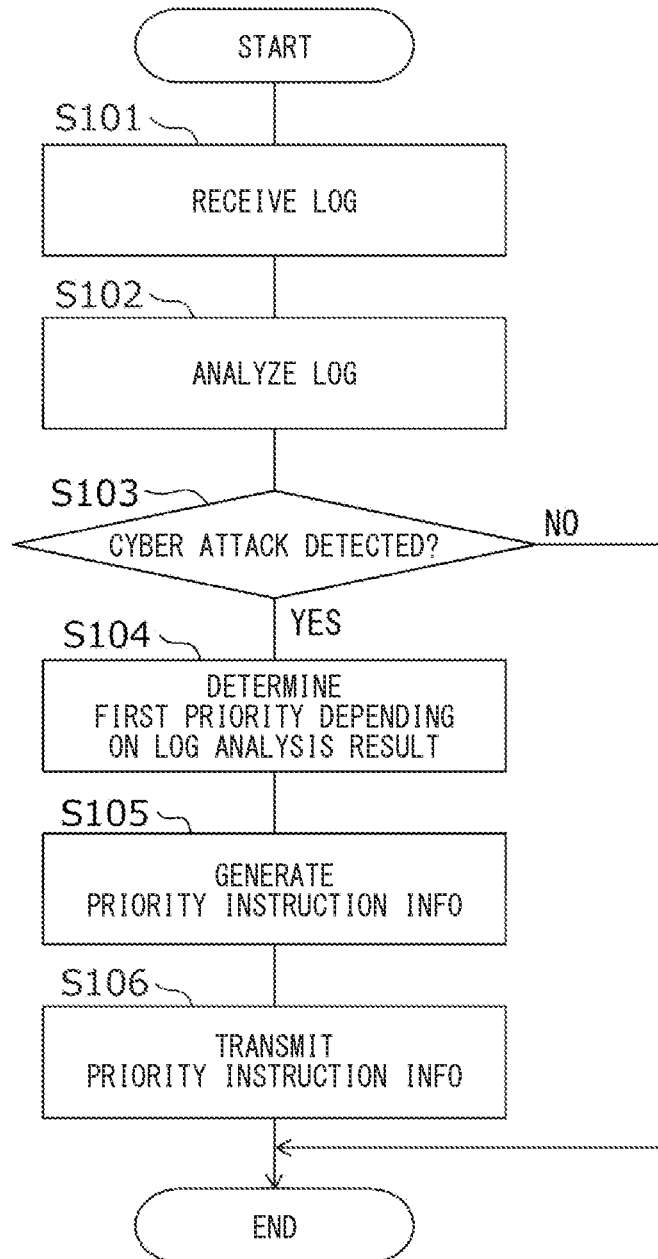 START
S101
RECEIVE LOG
S102
ANALYZE LOG
S103
CYBER ATTACK DETECTED?
NO
YES
S104
DETERMINE
FIRST PRIORITY DEPENDING
ON LOG ANALYSIS RESULT
S105
GENERATE
PRIORITY INSTRUCTION INFO
S106
TRANSMIT
PRIORITY INSTRUCTION INFO
END